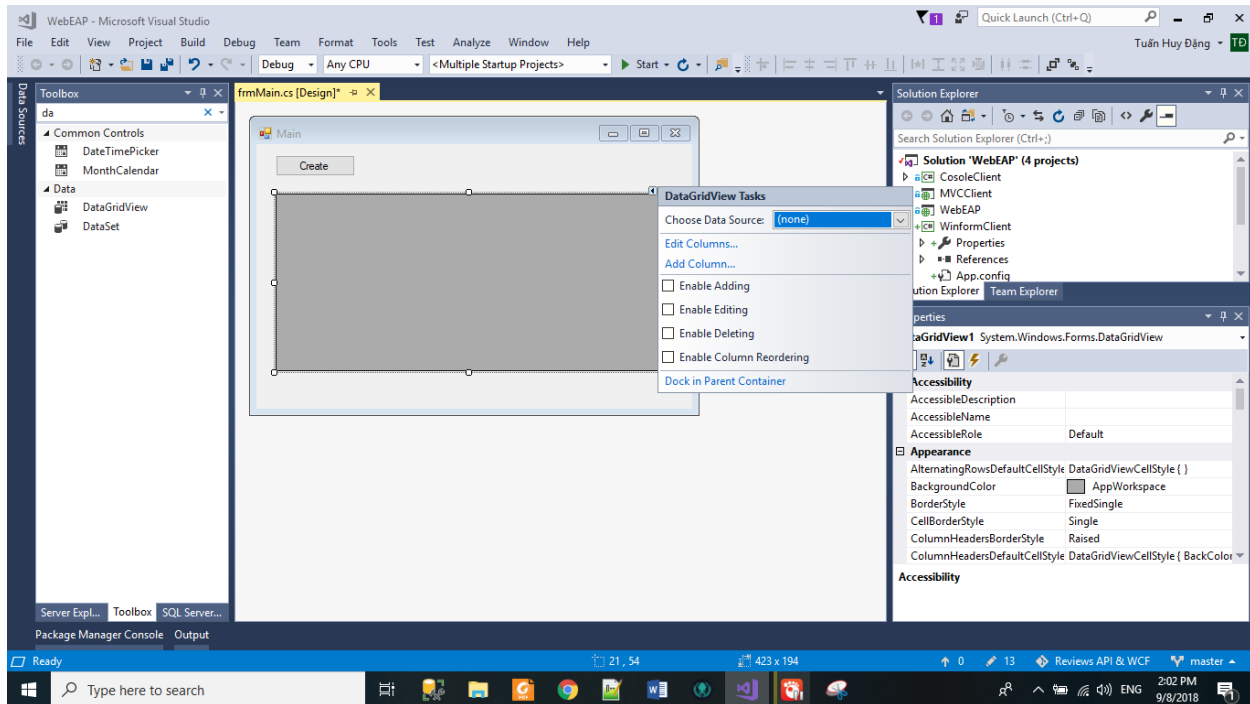 WebEAP - Microsoft Visual Studio
1
Quick Launch (Ctrl+Q)
File Edit View Project Build Debug Team Format Tools Test Analyze Window Help
Tuấn Huy Đặng TĐ
Debug Any CPU <Multiple Startup Projects> Start
Data Sources
Toolbox
da
Common Controls
DateTimePicker
MonthCalendar
Data
DataGridView
DataSet
Server Expl... Toolbox SQL Server...
frmMain.cs [Design]*
Main
Create
DataGridView Tasks
Choose Data Source: (none)
Edit Columns...
Add Column...
Enable Adding
Enable Editing
Enable Deleting
Enable Column Reordering
Dock in Parent Container
Solution Explorer
Search Solution Explorer (Ctrl+;)
Solution 'WebEAP' (4 projects)
CosoleClient
MVCClient
WebEAP
WinformClient
Properties
References
App.config
ution Explorer Team Explorer
perties
taGridView1 System.Windows.Forms.DataGridView
Accessibility
AccessibleDescription
AccessibleName
AccessibleRole Default
Appearance
AlternatingRowsDefaultCellStyle DataGridViewCellStyle { }
BackgroundColor AppWorkspace
BorderStyle FixedSingle
CellBorderStyle Single
ColumnHeadersBorderStyle Raised
ColumnHeadersDefaultCellStyle DataGridViewCellStyle { BackColor
Accessibility
Package Manager Console Output
Ready 21 , 54 423 x 194 0 13 Reviews API & WCF master
Type here to search
ENG
2:02 PM
9/8/2018